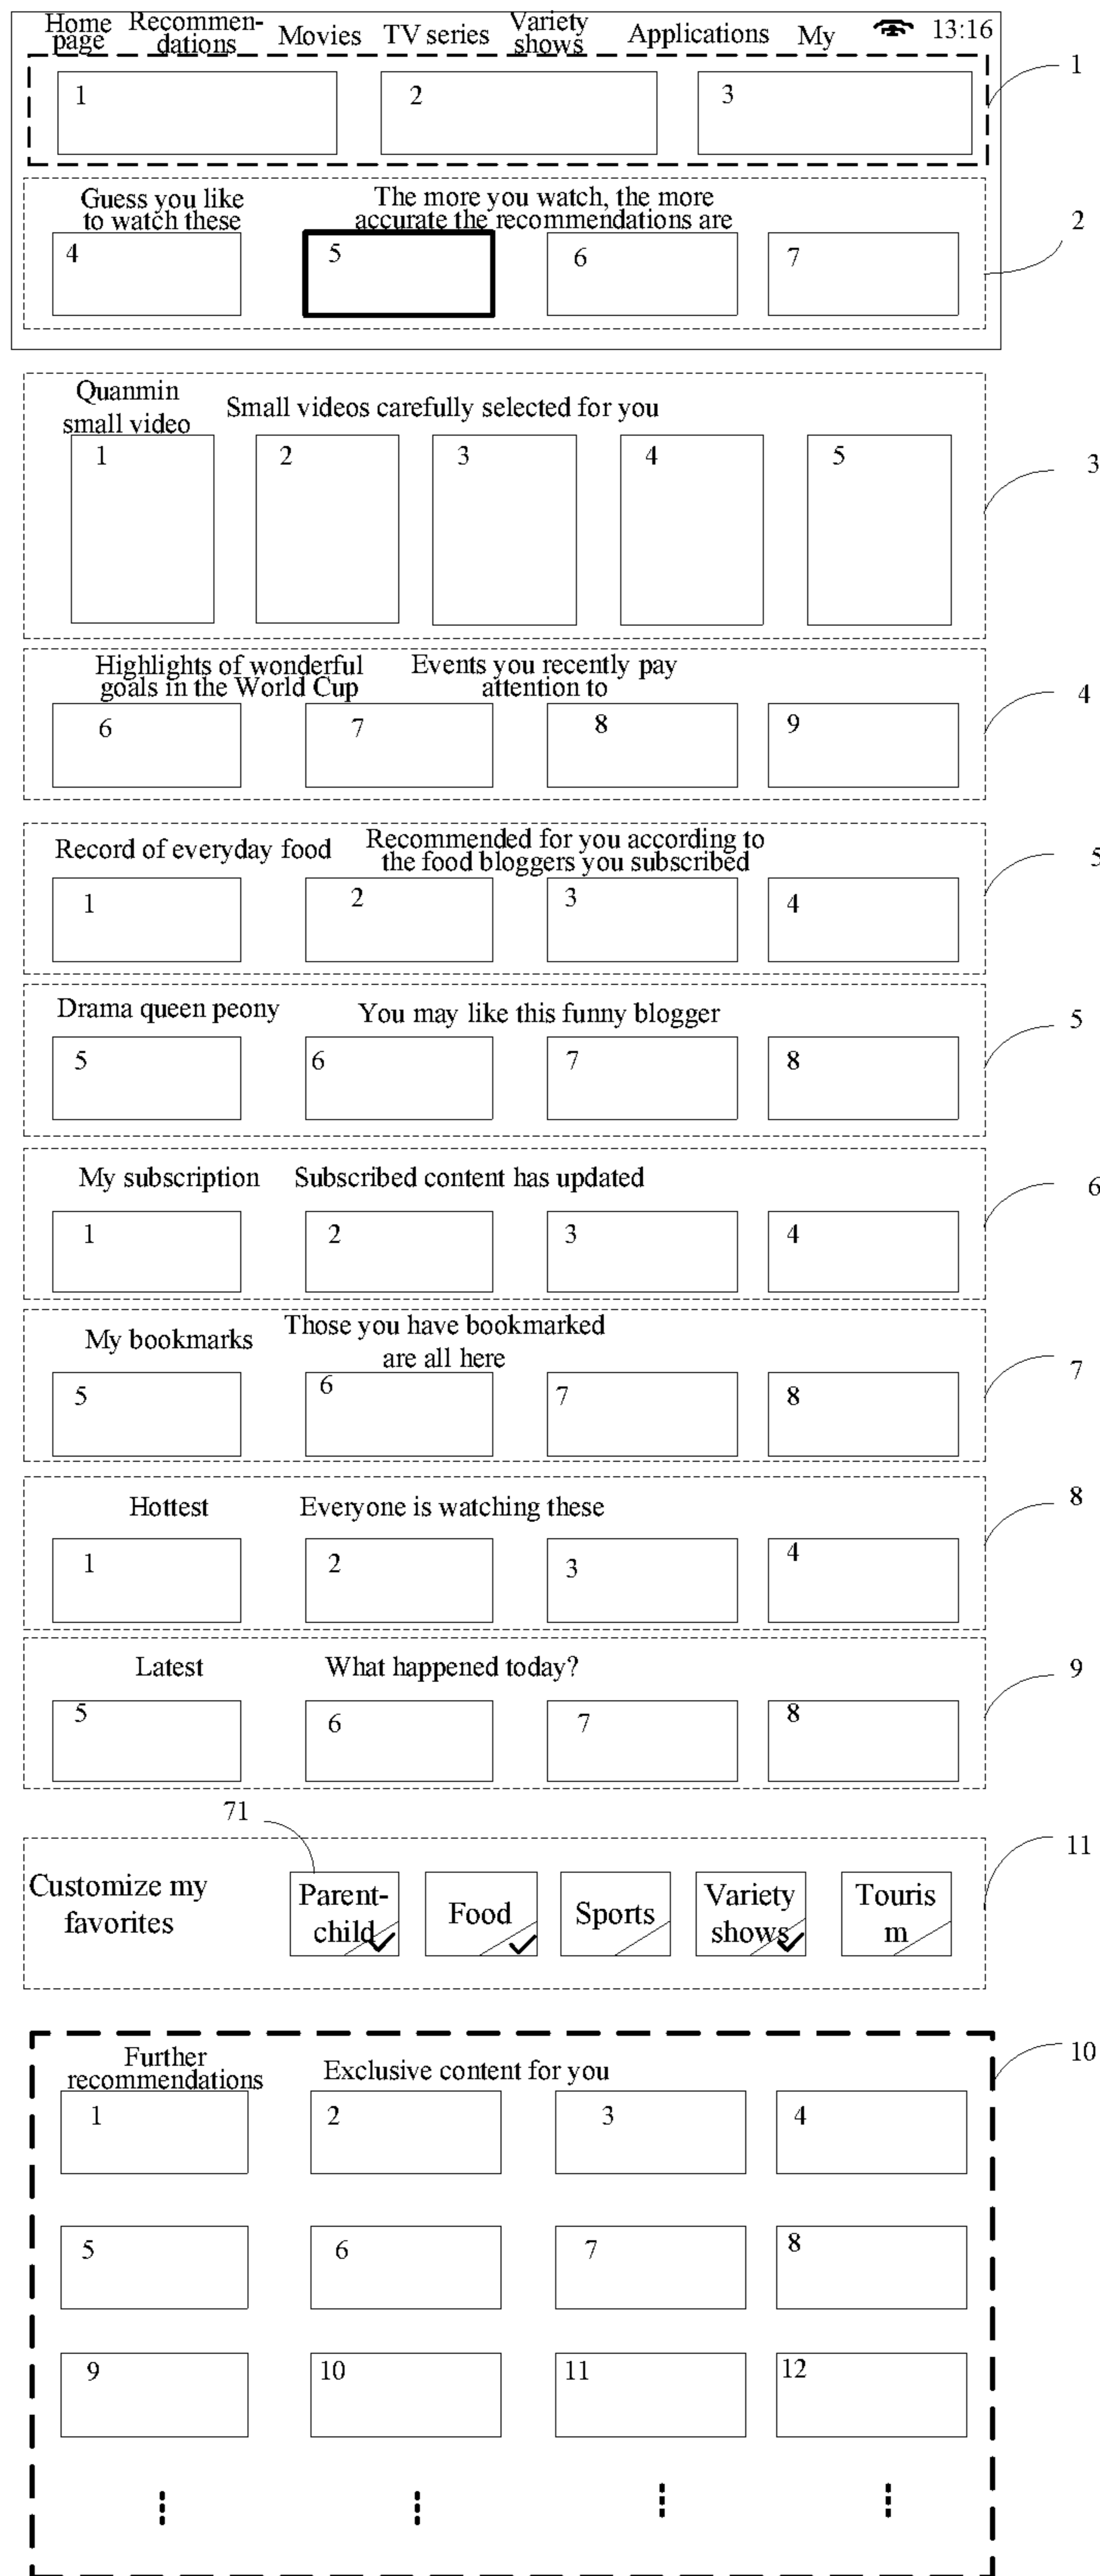 Home Recommen- Movies TV series Variety Applications My 13:16
page dations shows
1
1 2 3
Guess you like The more you watch, the more
to watch these accurate the recommendations are
2
4 5 6 7
Quanmin
small video Small videos carefully selected for you
1 2 3 4 5
3
Highlights of wonderful Events you recently pay
goals in the World Cup attention to
4
6 7 8 9
Record of everyday food Recommended for you according to
the food bloggers you subscribed
5
1 2 3 4
Drama queen peony You may like this funny blogger
5
5 6 7 8
My subscription Subscribed content has updated
6
1 2 3 4
My bookmarks Those you have bookmarked
are all here
7
5 6 7 8
Hottest Everyone is watching these
8
1 2 3 4
Latest What happened today?
9
5 6 7 8
71
11
Customize my
favorites
Parent-
child
Food
Sports
Variety
shows
Touris
m
10
Further
recommendations Exclusive content for you
1 2 3 4
5 6 7 8
9 10 11 12